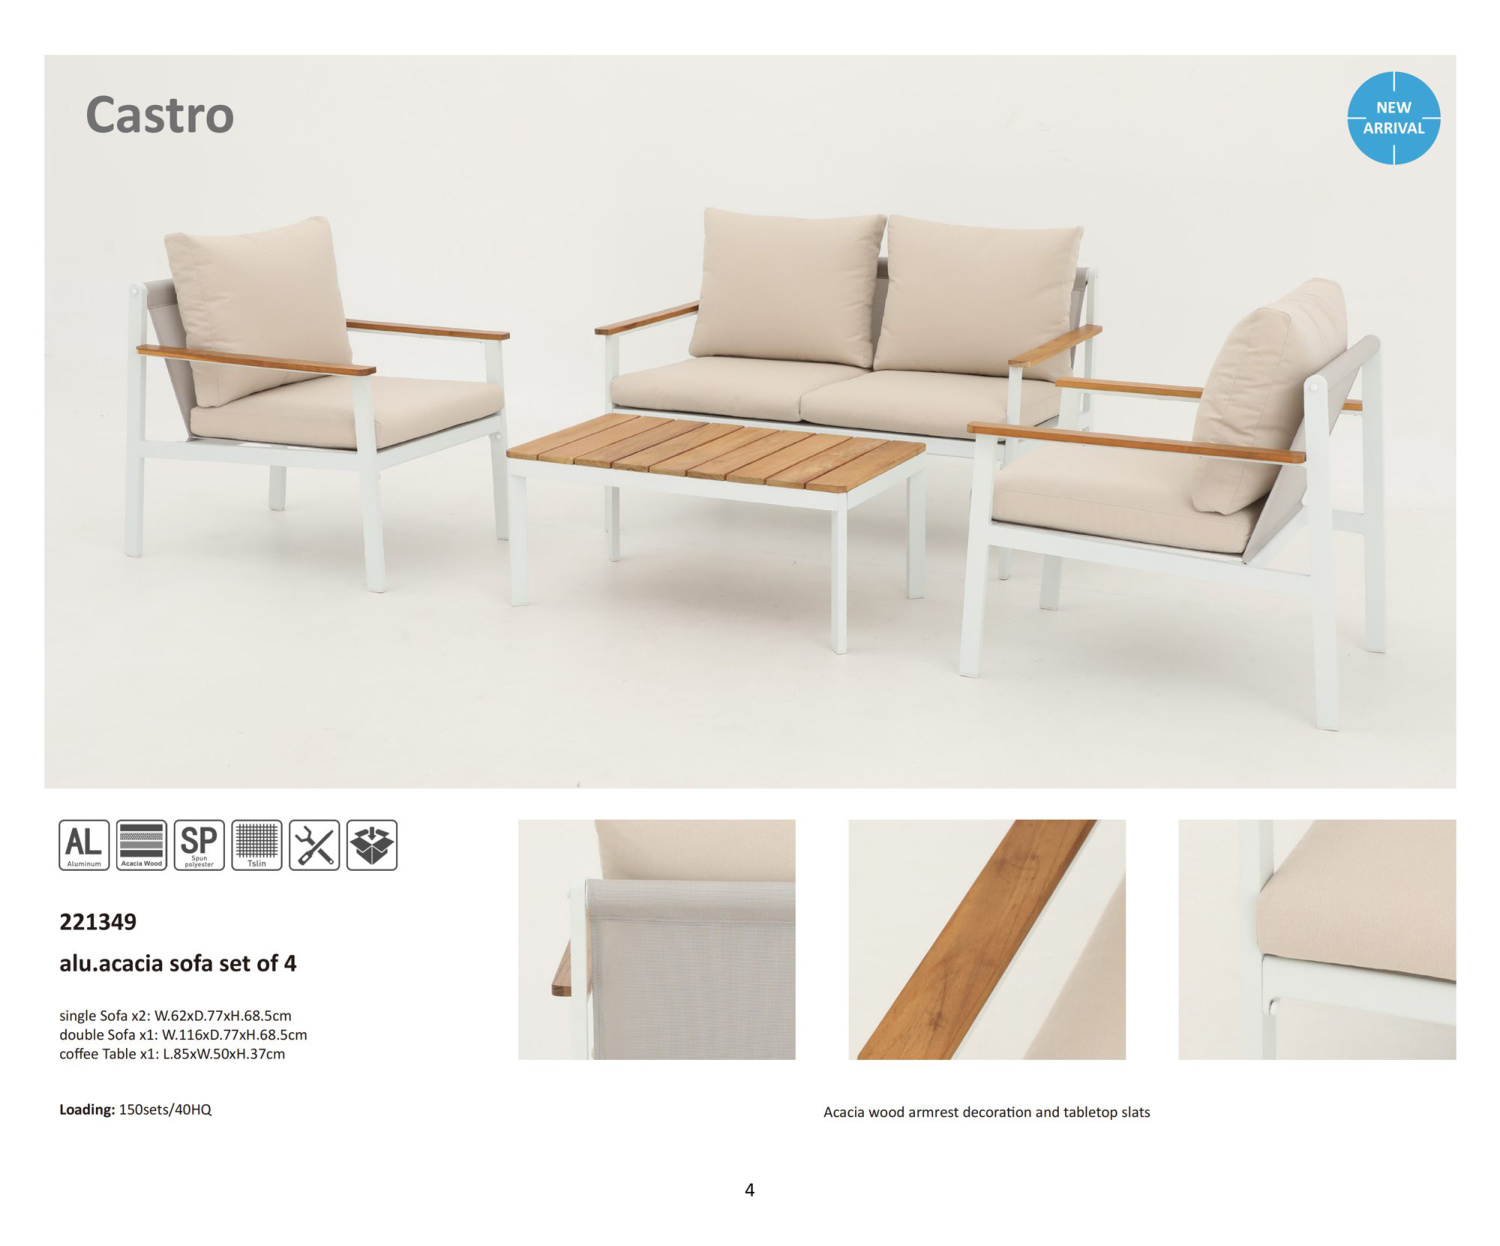 Castro
NEW
ARRIVAL
AL
Aluminum
Acacia Wood
SP
Spun
polyester
Tslin
221349
alu.acacia sofa set of 4
single Sofa x2: W.62xD.77xH.68.5cm
double Sofa x1: W.116xD.77xH.68.5cm
coffee Table x1: L.85xW.50xH.37cm
Loading: 150sets/40HQ
Acacia wood armrest decoration and tabletop slats
4